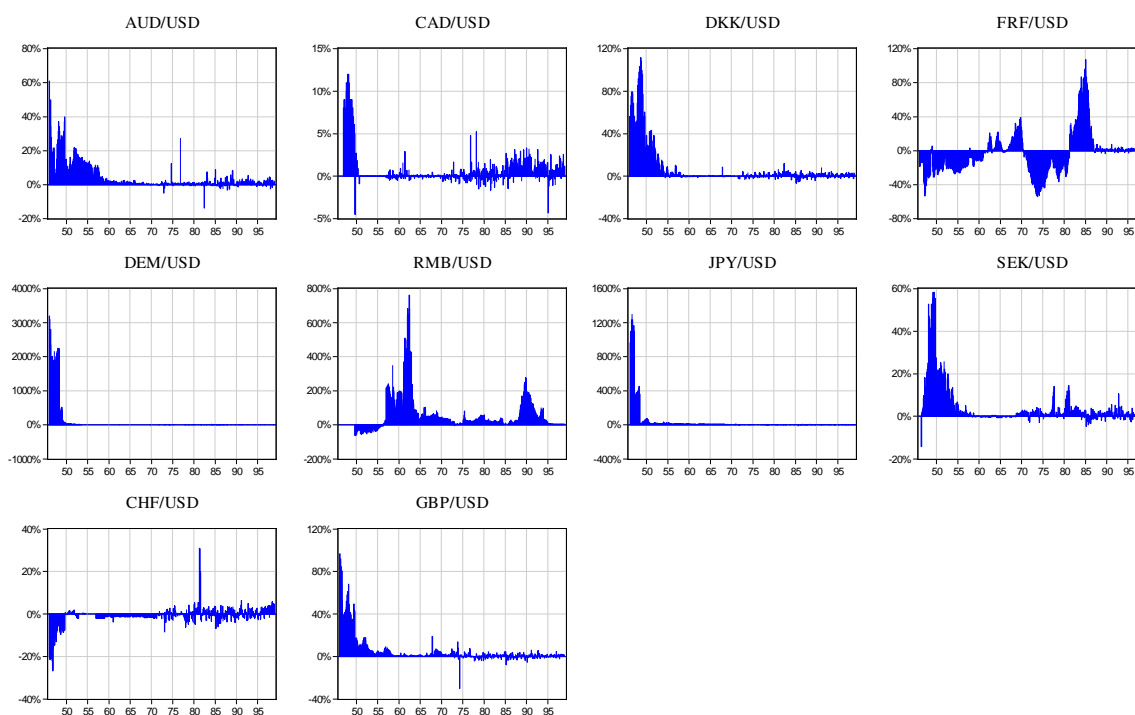 AUD/USD
80%
60%
40%
20%
0%
-20%
50 55 60 65 70 75 80 85 90 95
CAD/USD
15%
10%
5%
0%
-5%
50 55 60 65 70 75 80 85 90 95
DKK/USD
120%
80%
40%
0%
-40%
50 55 60 65 70 75 80 85 90 95
FRF/USD
120%
80%
40%
0%
-40%
-80%
50 55 60 65 70 75 80 85 90 95
DEM/USD
4000%
3000%
2000%
1000%
0%
-1000%
50 55 60 65 70 75 80 85 90 95
RMB/USD
800%
600%
400%
200%
0%
-200%
50 55 60 65 70 75 80 85 90 95
JPY/USD
1600%
1200%
800%
400%
0%
-400%
50 55 60 65 70 75 80 85 90 95
SEK/USD
60%
40%
20%
0%
-20%
50 55 60 65 70 75 80 85 90 95
CHF/USD
40%
20%
0%
-20%
-40%
50 55 60 65 70 75 80 85 90 95
GBP/USD
120%
80%
40%
0%
-40%
50 55 60 65 70 75 80 85 90 95